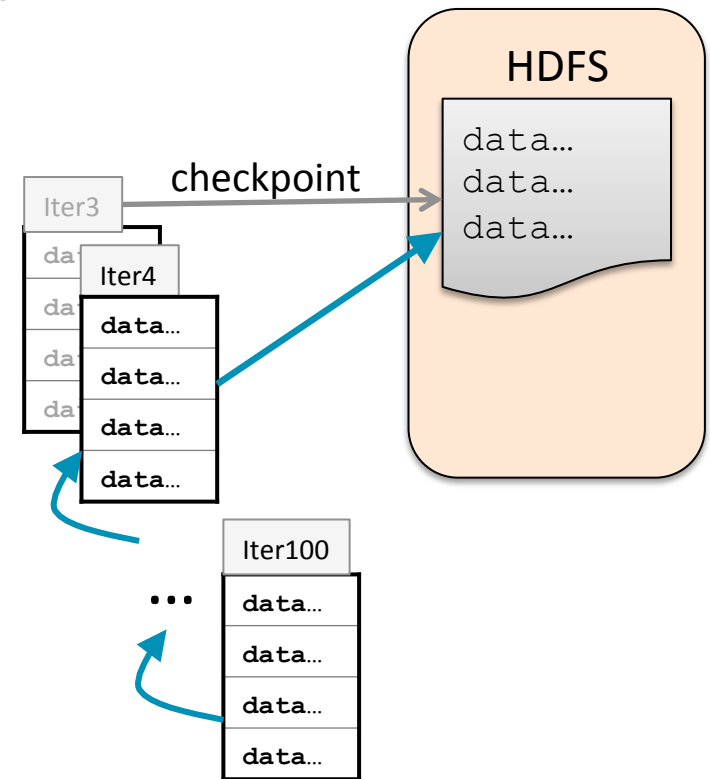 HDFS
data…
data…
data…
checkpoint
Iter3
Iter4
data…
data…
data…
data…
...
Iter100
data…
data…
data…
data…